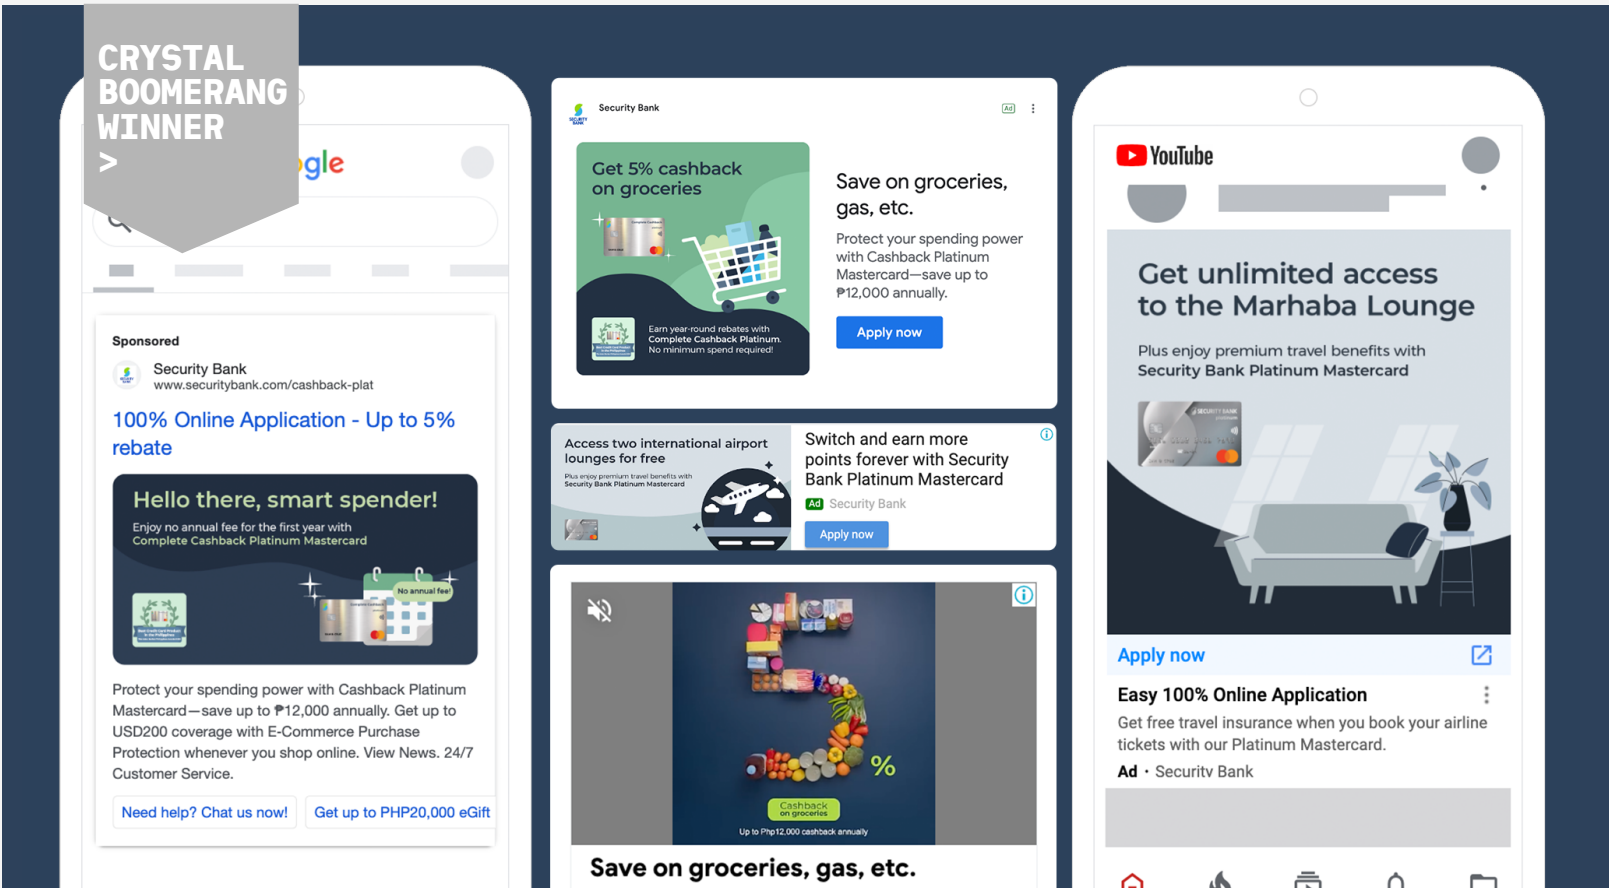 CRYSTAL
BOOMERANG
WINNER
>
gle
Sponsored
Security Bank
www.securitybank.com/cashback-plat
100% Online Application - Up to 5%
rebate
Hello there, smart spender!
Enjoy no annual fee for the first year with
Complete Cashback Platinum Mastercard
No annual fee!
Protect your spending power with Cashback Platinum
Mastercard—save up to ₱12,000 annually. Get up to
USD200 coverage with E-Commerce Purchase
Protection whenever you shop online. View News. 24/7
Customer Service.
Need help? Chat us now!
Get up to PHP20,000 eGift
SECURITY
BANK
Security Bank
Ad
Get 5% cashback
on groceries
Earn year-round rebates with
Complete Cashback Platinum.
No minimum spend required!
Save on groceries,
gas, etc.
Protect your spending power
with Cashback Platinum
Mastercard—save up to
₱12,000 annually.
Apply now
Access two international airport
lounges for free
Plus enjoy premium travel benefits with
Security Bank Platinum Mastercard
Switch and earn more
points forever with Security
Bank Platinum Mastercard
Ad Security Bank
Apply now
5%
Cashback
on groceries
Up to Php12,000 cashback annually
Save on groceries, gas, etc.
YouTube
Get unlimited access
to the Marhaba Lounge
Plus enjoy premium travel benefits with
Security Bank Platinum Mastercard
SECURITY BANK
Apply now
Easy 100% Online Application
Get free travel insurance when you book your airline
tickets with our Platinum Mastercard.
Ad · Security Bank